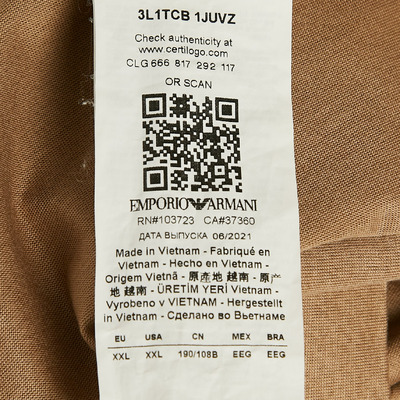 3L1TCB 1JUVZ
Check authenticity at
www.certilogo.com
CLG 666 817 292 117
OR SCAN
EMPORIO ARMANI
RN#103723 CA#37360
ДАТА ВЫПУСКА 06/2021
Made in Vietnam - Fabriqué en
Vietnam - Hecho en Vietnam -
Origem Vietnã - 原産地 越南 - 原
地 越南 - ÜRETİM YERİ Vietnam -
Vyrobeno v VIETNAM - Hergestellt
in Vietnam - Сделано во Вьетнаме
EU USA CN MEX BRA
XXL XXL 190/108B EEG EEG